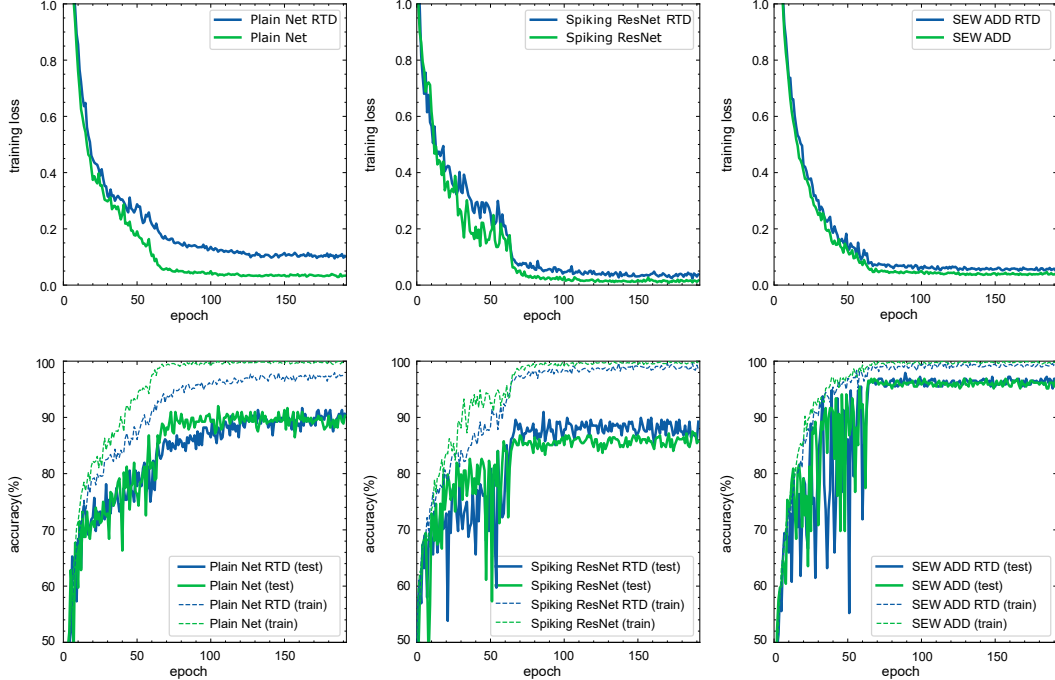 1.0
0.8
0.6
0.4
0.2
0.0
training loss
0
50
100
150
epoch
Plain Net RTD
Plain Net
1.0
0.8
0.6
0.4
0.2
0.0
training loss
0
50
100
150
epoch
Spiking ResNet RTD
Spiking ResNet
1.0
0.8
0.6
0.4
0.2
0.0
training loss
0
50
100
150
epoch
SEW ADD RTD
SEW ADD
100
90
80
70
60
50
accuracy(%)
0
50
100
150
epoch
Plain Net RTD (test)
Plain Net (test)
Plain Net RTD (train)
Plain Net (train)
100
90
80
70
60
50
accuracy(%)
0
50
100
150
epoch
Spiking ResNet RTD (test)
Spiking ResNet (test)
Spiking ResNet RTD (train)
Spiking ResNet (train)
100
90
80
70
60
50
accuracy(%)
0
50
100
150
epoch
SEW ADD RTD (test)
SEW ADD (test)
SEW ADD RTD (train)
SEW ADD (train)